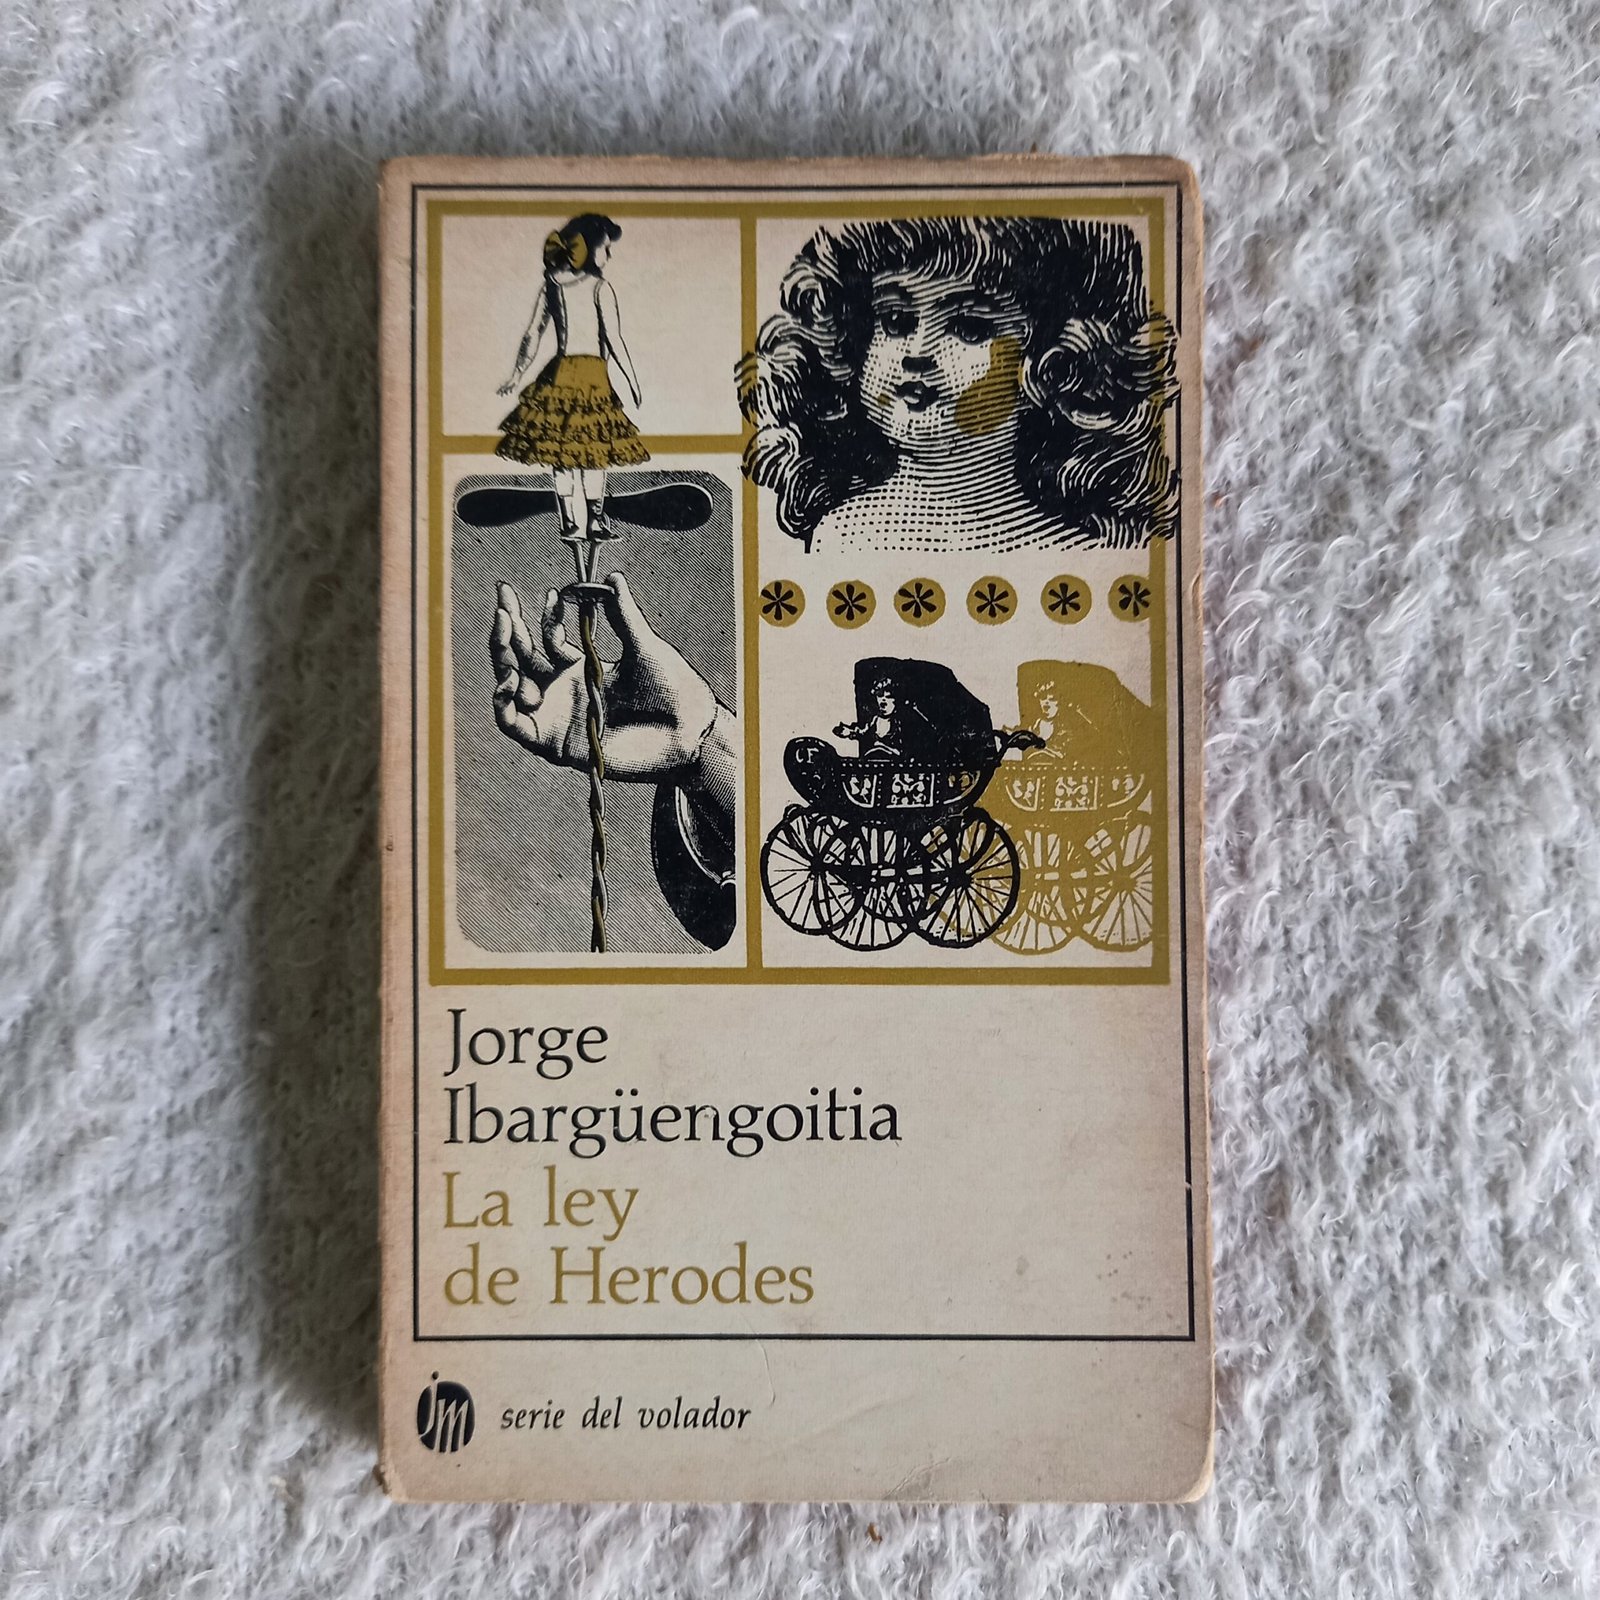 Jorge
Ibargüengoitia
La ley
de Herodes
jm serie del volador